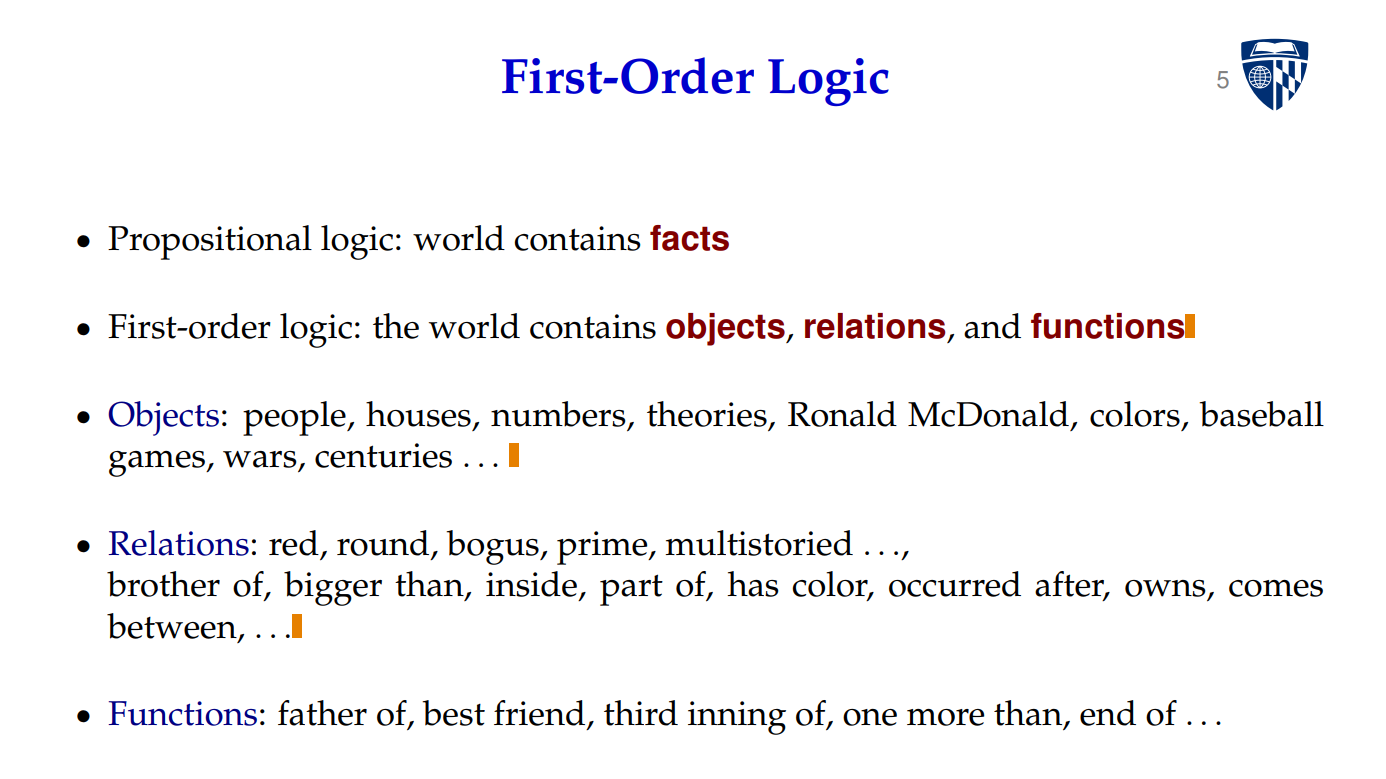 First-Order Logic
5
• Propositional logic: world contains facts
• First-order logic: the world contains objects, relations, and functions
• Objects: people, houses, numbers, theories, Ronald McDonald, colors, baseball
games, wars, centuries . . .
• Relations: red, round, bogus, prime, multistoried . . .,
brother of, bigger than, inside, part of, has color, occurred after, owns, comes
between, . . .
• Functions: father of, best friend, third inning of, one more than, end of . . .